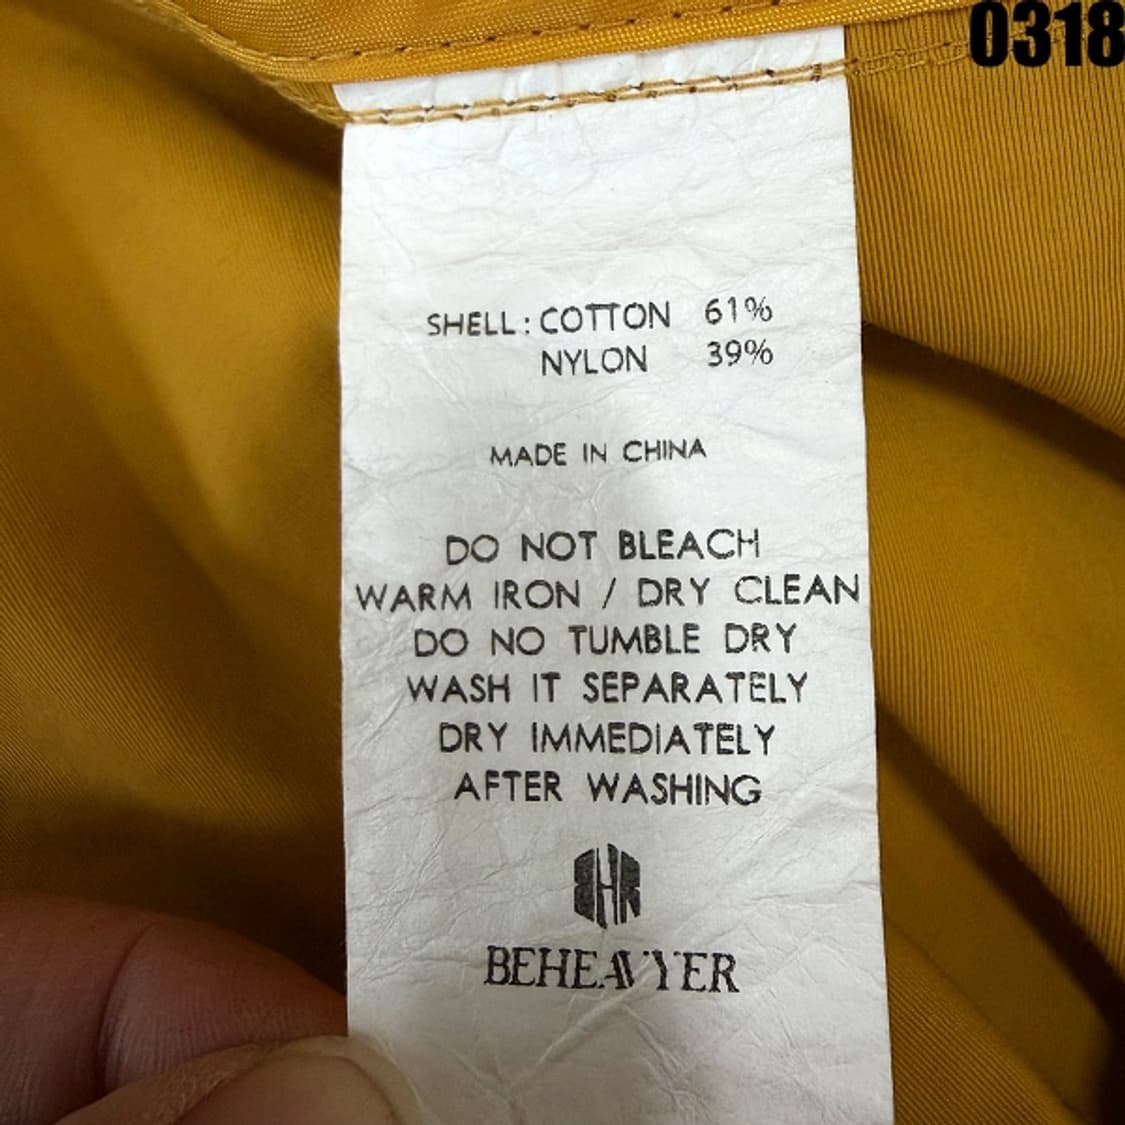 0318
SHELL: COTTON 61%
NYLON 39%
MADE IN CHINA
DO NOT BLEACH
WARM IRON / DRY CLEAN
DO NO TUMBLE DRY
WASH IT SEPARATELY
DRY IMMEDIATELY
AFTER WASHING
BHR
BEHEAVYER